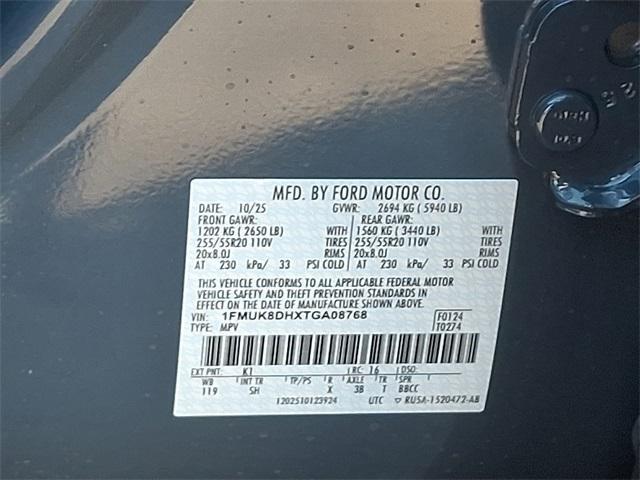 MFD. BY FORD MOTOR CO.
DATE: 10/25 GVWR: 2694 KG ( 5940 LB)
FRONT GAWR: REAR GAWR:
1202 KG ( 2650 LB) WITH 1560 KG ( 3440 LB) WITH
255/55R20 110V TIRES 255/55R20 110V TIRES
20x8.0J RIMS 20x8.0J RIMS
AT 230 kPa/ 33 PSI COLD AT 230 kPa/ 33 PSI COLD
THIS VEHICLE CONFORMS TO ALL APPLICABLE FEDERAL MOTOR
VEHICLE SAFETY AND THEFT PREVENTION STANDARDS IN
EFFECT ON THE DATE OF MANUFACTURE SHOWN ABOVE.
VIN: 1FMUK8DHXTGA08768 F0124
TYPE: MPV T0274
EXT PNT: K1 RC: 16 DSO:
WB INT TR TP/PS R AXLE TR SPR
119 SH X 3B T BBCC
1202510123924 UTC ▽ RU5A-1520472-AB